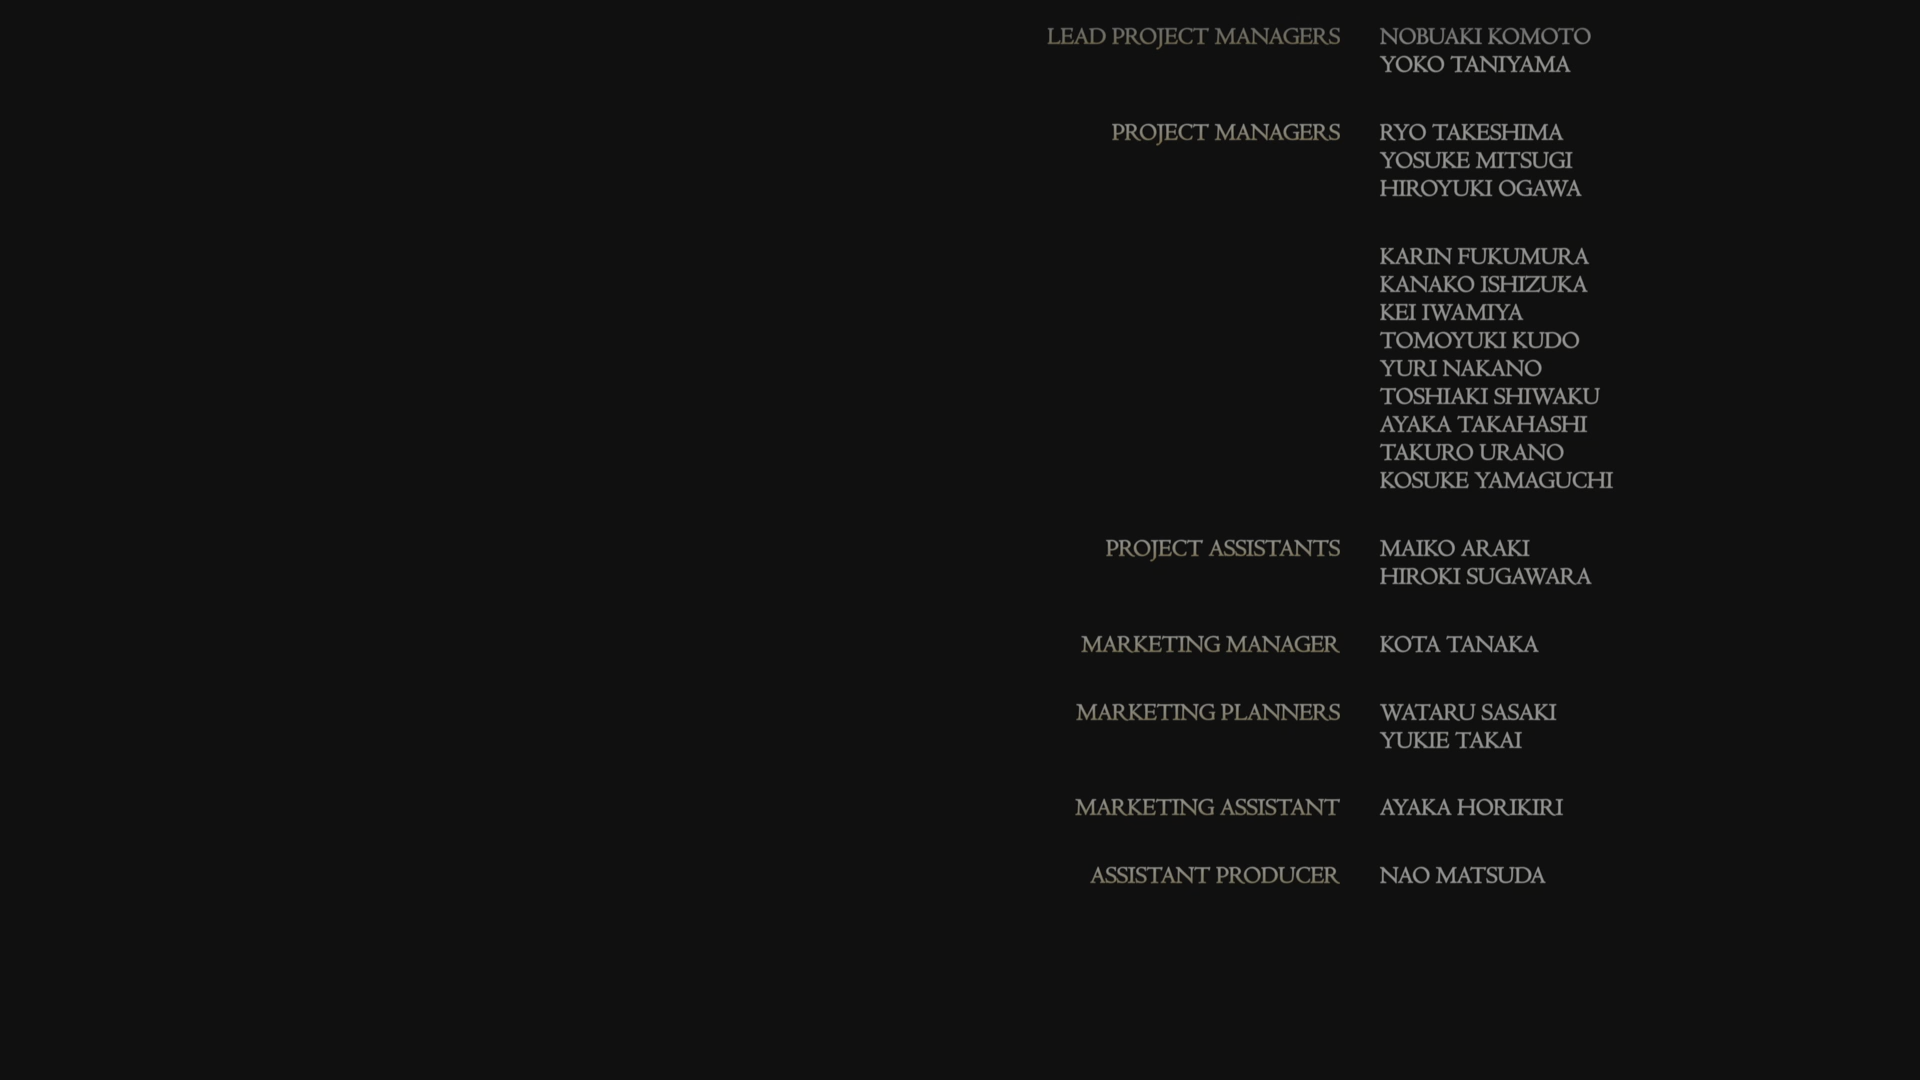 LEAD PROJECT MANAGERS NOBUAKI KOMOTO
YOKO TANIYAMA
PROJECT MANAGERS RYO TAKESHIMA
YOSUKE MITSUGI
HIROYUKI OGAWA
KARIN FUKUMURA
KANAKO ISHIZUKA
KEI IWAMIYA
TOMOYUKI KUDO
YURI NAKANO
TOSHIAKI SHIWAKU
AYAKA TAKAHASHI
TAKURO URANO
KOSUKE YAMAGUCHI
PROJECT ASSISTANTS MAIKO ARAKI
HIROKI SUGAWARA
MARKETING MANAGER KOTA TANAKA
MARKETING PLANNERS WATARU SASAKI
YUKIE TAKAI
MARKETING ASSISTANT AYAKA HORIKIRI
ASSISTANT PRODUCER NAO MATSUDA